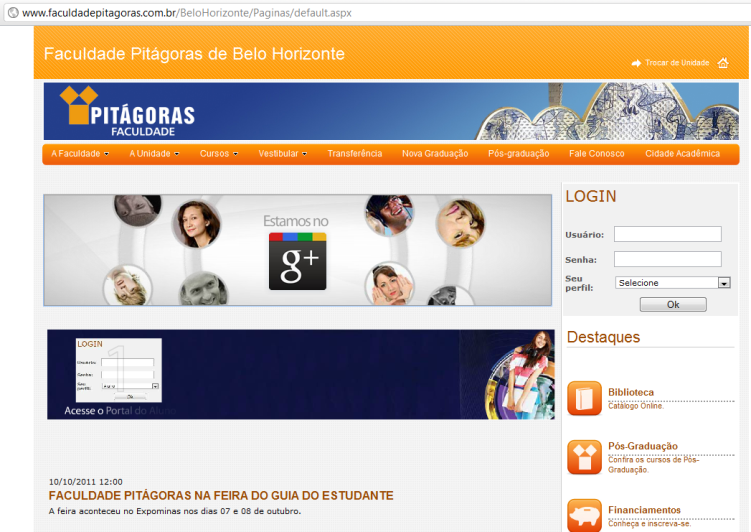 www.faculdadepitagoras.com.br/BeloHorizonte/Paginas/default.aspx
Faculdade Pitágoras de Belo Horizonte
Trocar de Unidade
PITÁGORAS
FACULDADE
A Faculdade
A Unidade
Cursos
Vestibular
Transferência
Nova Graduação
Pós-graduação
Fale Conosco
Cidade Acadêmica
Estamos no
g+
LOGIN
Usuário:
Senha:
Seu
perfil:
Selecione
Ok
LOGIN
1
Usuário:
Senha:
Seu
perfil:
Aluno
Ok
Acesse o Portal do Aluno
Destaques
Biblioteca
Catálogo Online.
Pós-Graduação
Confira os cursos de Pós-
Graduação.
Financiamentos
Conheça e inscreva-se.
10/10/2011 12:00
FACULDADE PITÁGORAS NA FEIRA DO GUIA DO ESTUDANTE
A feira aconteceu no Expominas nos dias 07 e 08 de outubro.